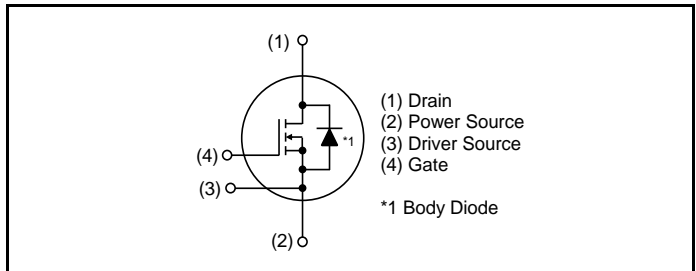 (1)
(4)
(3)
(2)
*1
(1) Drain
(2) Power Source
(3) Driver Source
(4) Gate
*1 Body Diode